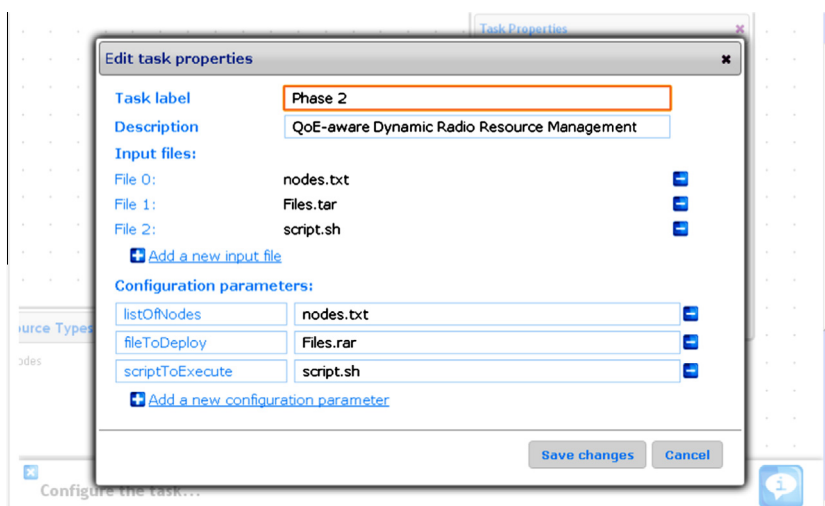 Task Properties
Edit task properties
Task label Phase 2
Description QoE-aware Dynamic Radio Resource Management
Input files:
File 0: nodes.txt
File 1: Files.tar
File 2: script.sh
Add a new input file
Configuration parameters:
listOfNodes nodes.txt
urce Types
fileToDeploy Files.rar
odes
scriptToExecute script.sh
Add a new configuration parameter
Save changes Cancel
Configure the task...